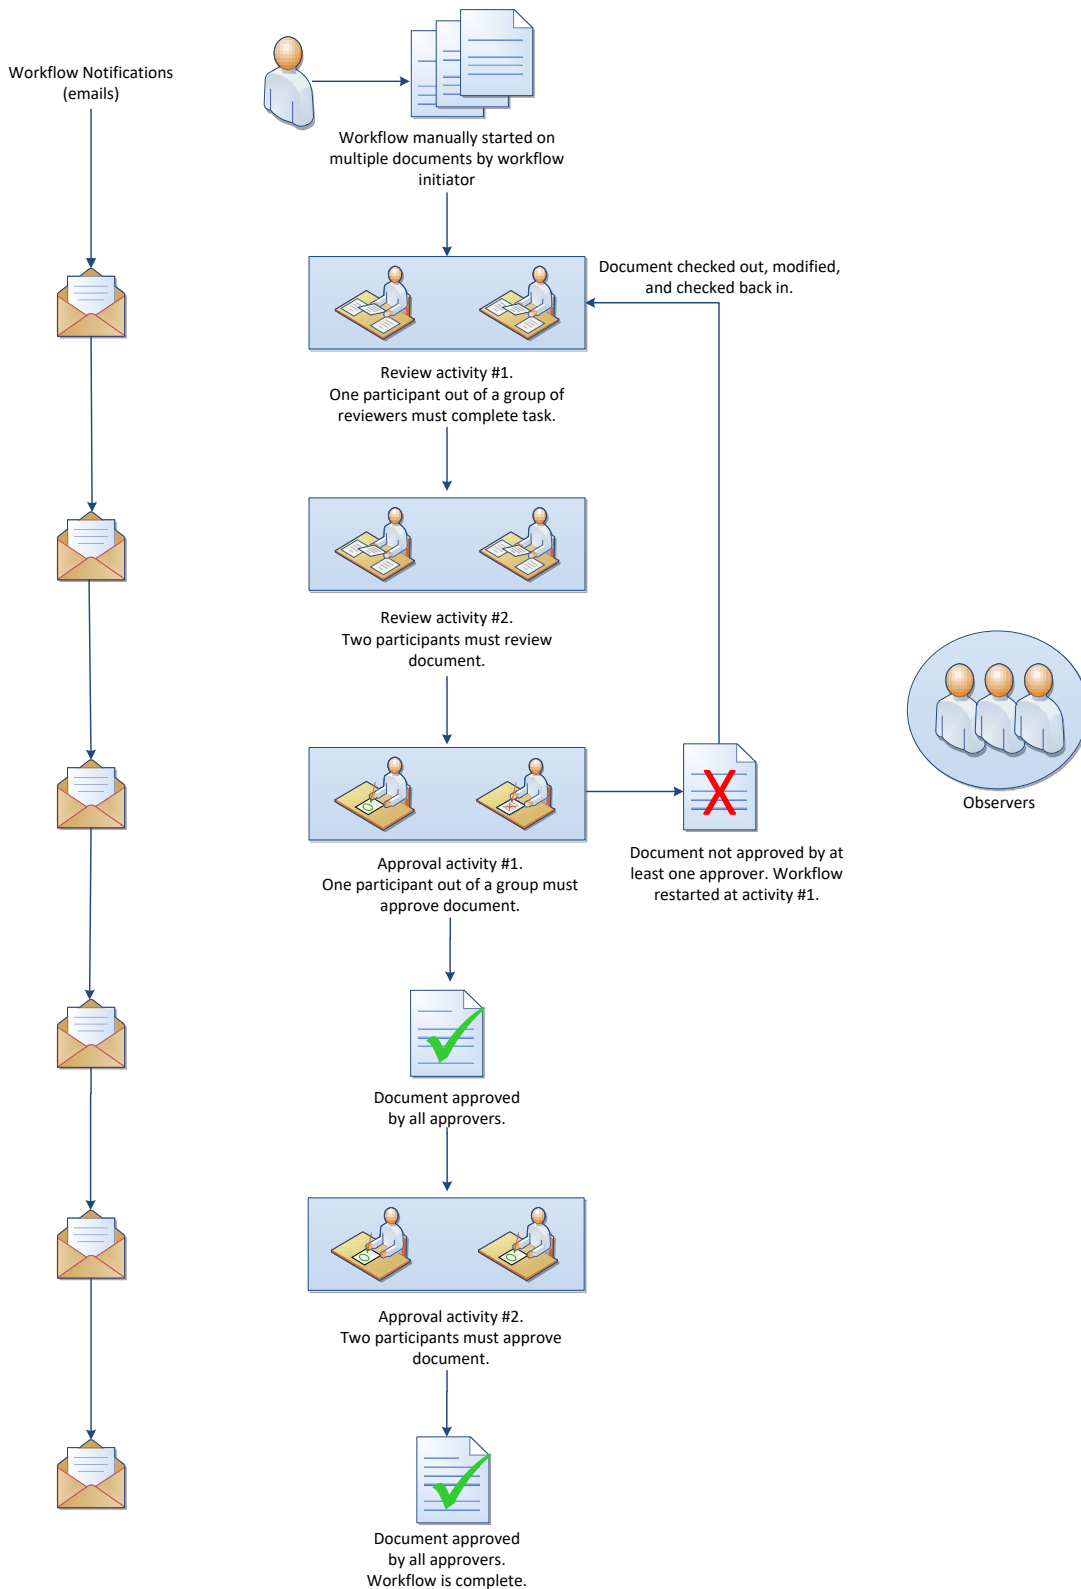 Workflow Notifications
(emails)
Workflow manually started on
multiple documents by workflow
initiator
Document checked out, modified,
and checked back in.
Review activity #1.
One participant out of a group of
reviewers must complete task.
Review activity #2.
Two participants must review
document.
Observers
Approval activity #1.
One participant out of a group must
approve document.
Document not approved by at
least one approver. Workflow
restarted at activity #1.
Document approved
by all approvers.
Approval activity #2.
Two participants must approve
document.
Document approved
by all approvers.
Workflow is complete.